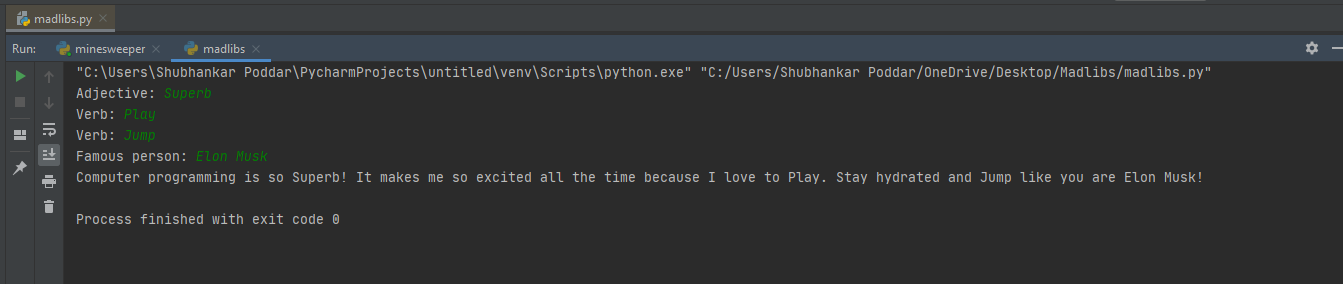 madlibs.py
Run: minesweeper madlibs
"C:\Users\Shubhankar Poddar\PycharmProjects\untitled\venv\Scripts\python.exe" "C:/Users/Shubhankar Poddar/OneDrive/Desktop/Madlibs/madlibs.py"
Adjective: Superb
Verb: Play
Verb: Jump
Famous person: Elon Musk
Computer programming is so Superb! It makes me so excited all the time because I love to Play. Stay hydrated and Jump like you are Elon Musk!
Process finished with exit code 0